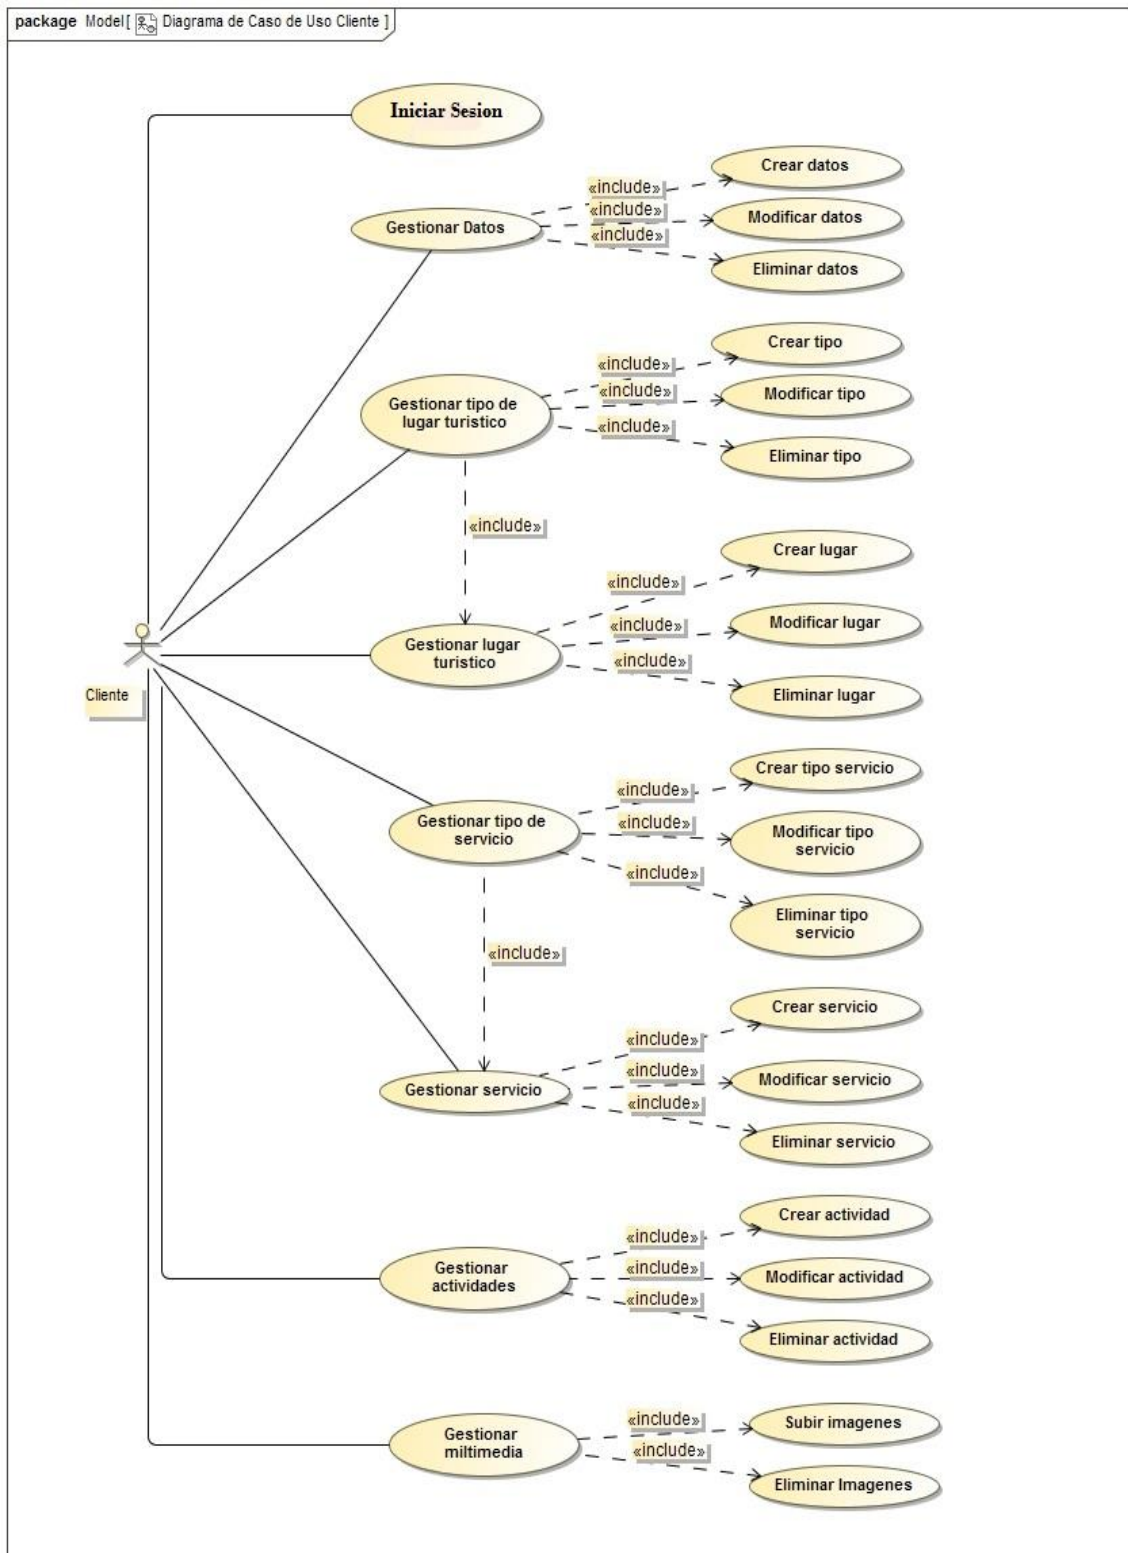 package Model[ Diagrama de Caso de Uso Cliente ]
Iniciar Sesion
Crear datos
«include»
«include»
Modificar datos
Gestionar Datos
«include»
Eliminar datos
Crear tipo
«include»
«include»
Modificar tipo
Gestionar tipo de
lugar turistico
«include»
Eliminar tipo
«include»
Crear lugar
«include»
«include»
Modificar lugar
Gestionar lugar
turistico
«include»
Eliminar lugar
Cliente
Crear tipo servicio
«include»
Gestionar tipo de
servicio
«include»
Modificar tipo
servicio
«include»
Eliminar tipo
servicio
«include»
Crear servicio
«include»
«include»
Modificar servicio
Gestionar servicio
«include»
Eliminar servicio
Crear actividad
«include»
Gestionar
actividades
«include»
Modificar actividad
«include»
Eliminar actividad
«include»
Subir imagenes
Gestionar
miltimedia
«include»
Eliminar Imagenes